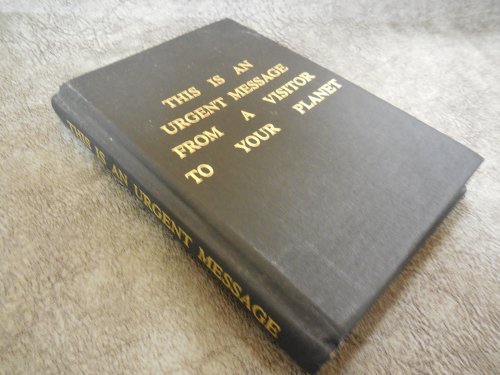 THIS IS AN
URGENT MESSAGE
FROM A VISITOR
TO YOUR PLANET
THIS IS AN URGENT MESSAGE